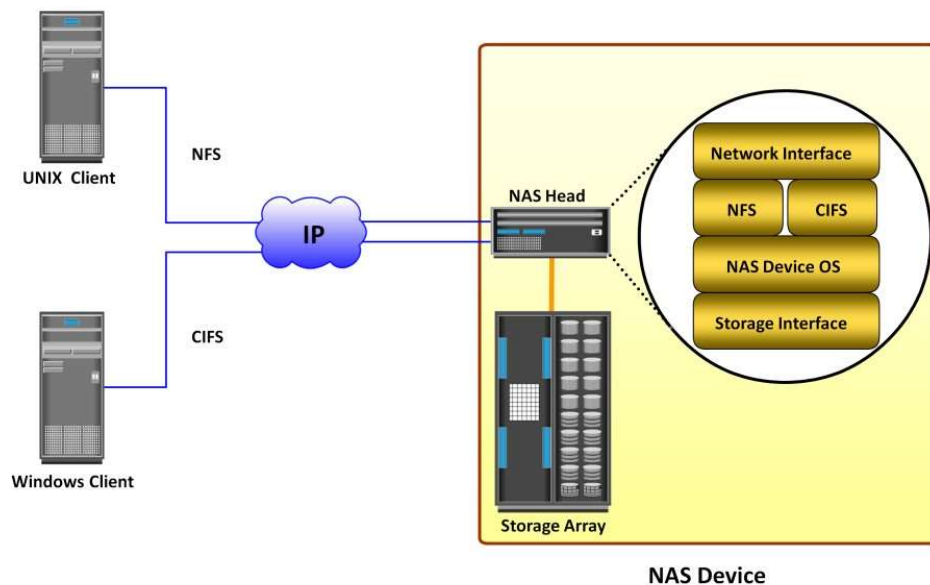 UNIX Client
NFS
IP
CIFS
Windows Client
NAS Head
Storage Array
Network Interface
NFS
CIFS
NAS Device OS
Storage Interface
NAS Device